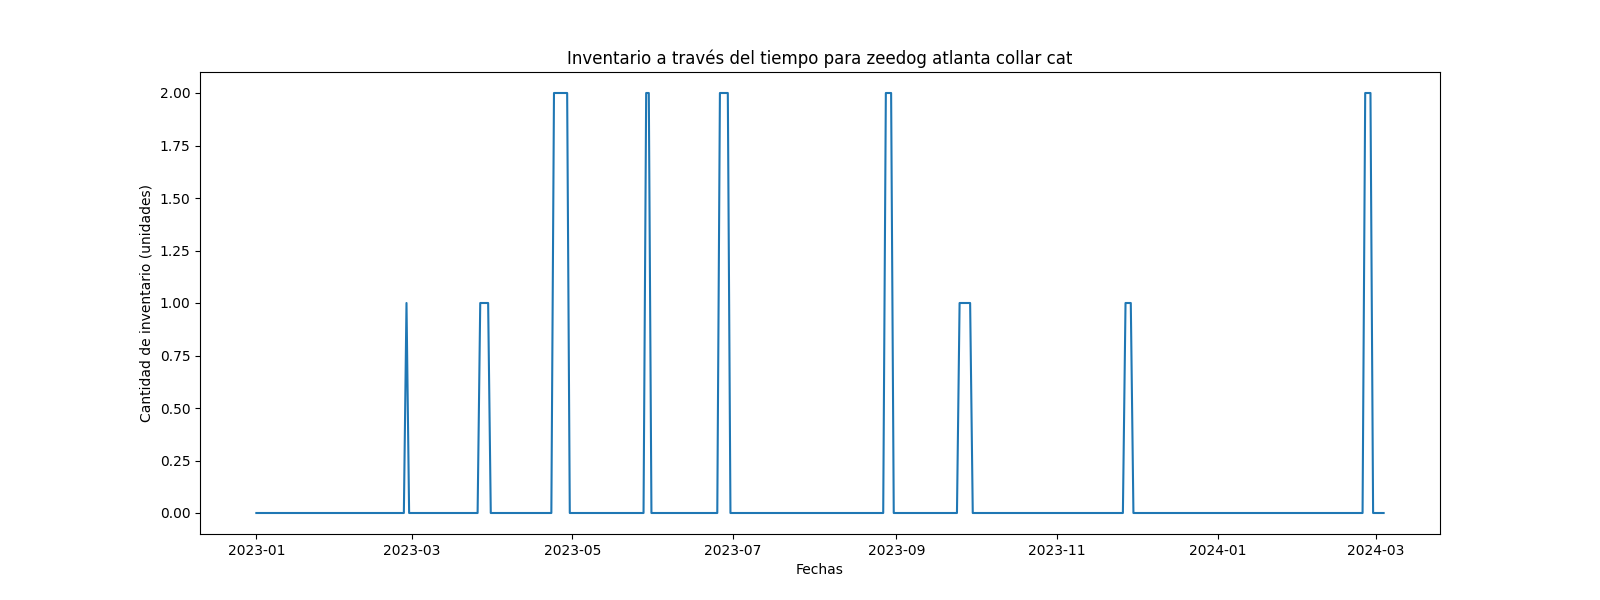 Inventario a través del tiempo para zeedog atlanta collar cat
Cantidad de inventario (unidades)
2.00
1.75
1.50
1.25
1.00
0.75
0.50
0.25
0.00
2023-01 2023-03 2023-05 2023-07 2023-09 2023-11 2024-01 2024-03
Fechas